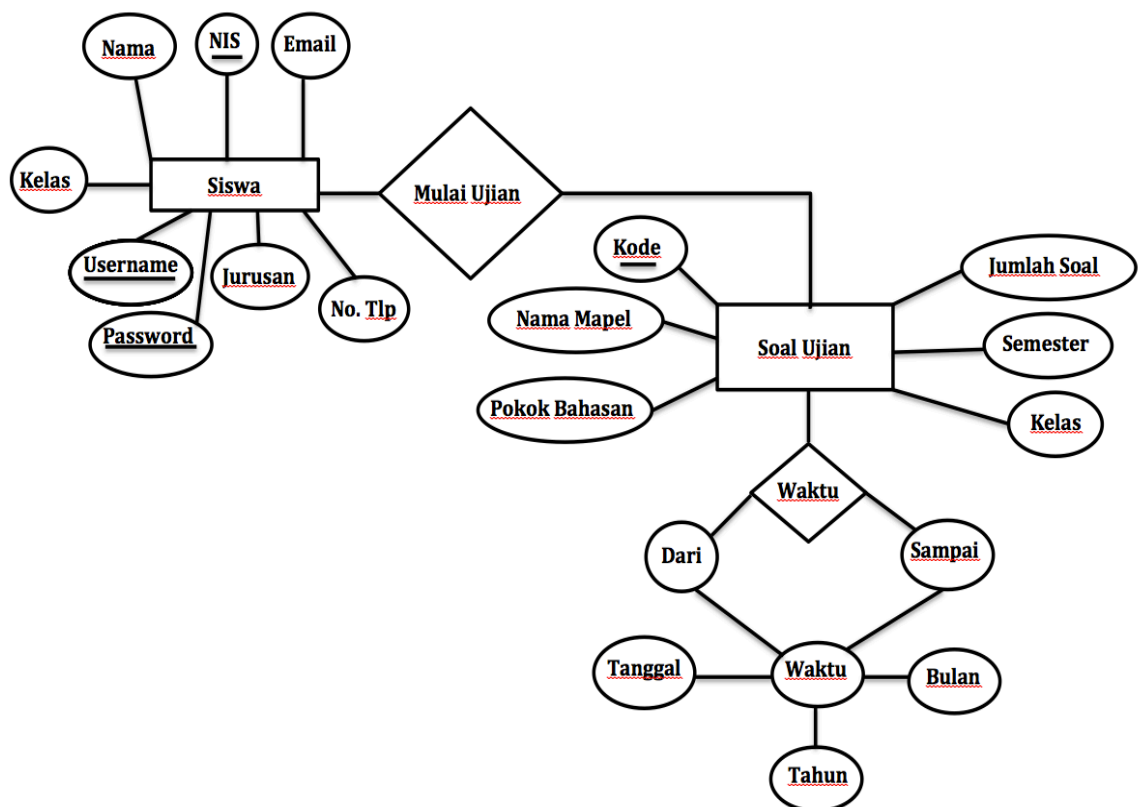 Nama
NIS
Email
Kelas
Siswa
Mulai Ujian
Username
Jurusan
No. Tlp
Password
Kode
Jumlah Soal
Nama Mapel
Soal Ujian
Semester
Pokok Bahasan
Kelas
Waktu
Dari
Sampai
Tanggal
Waktu
Bulan
Tahun